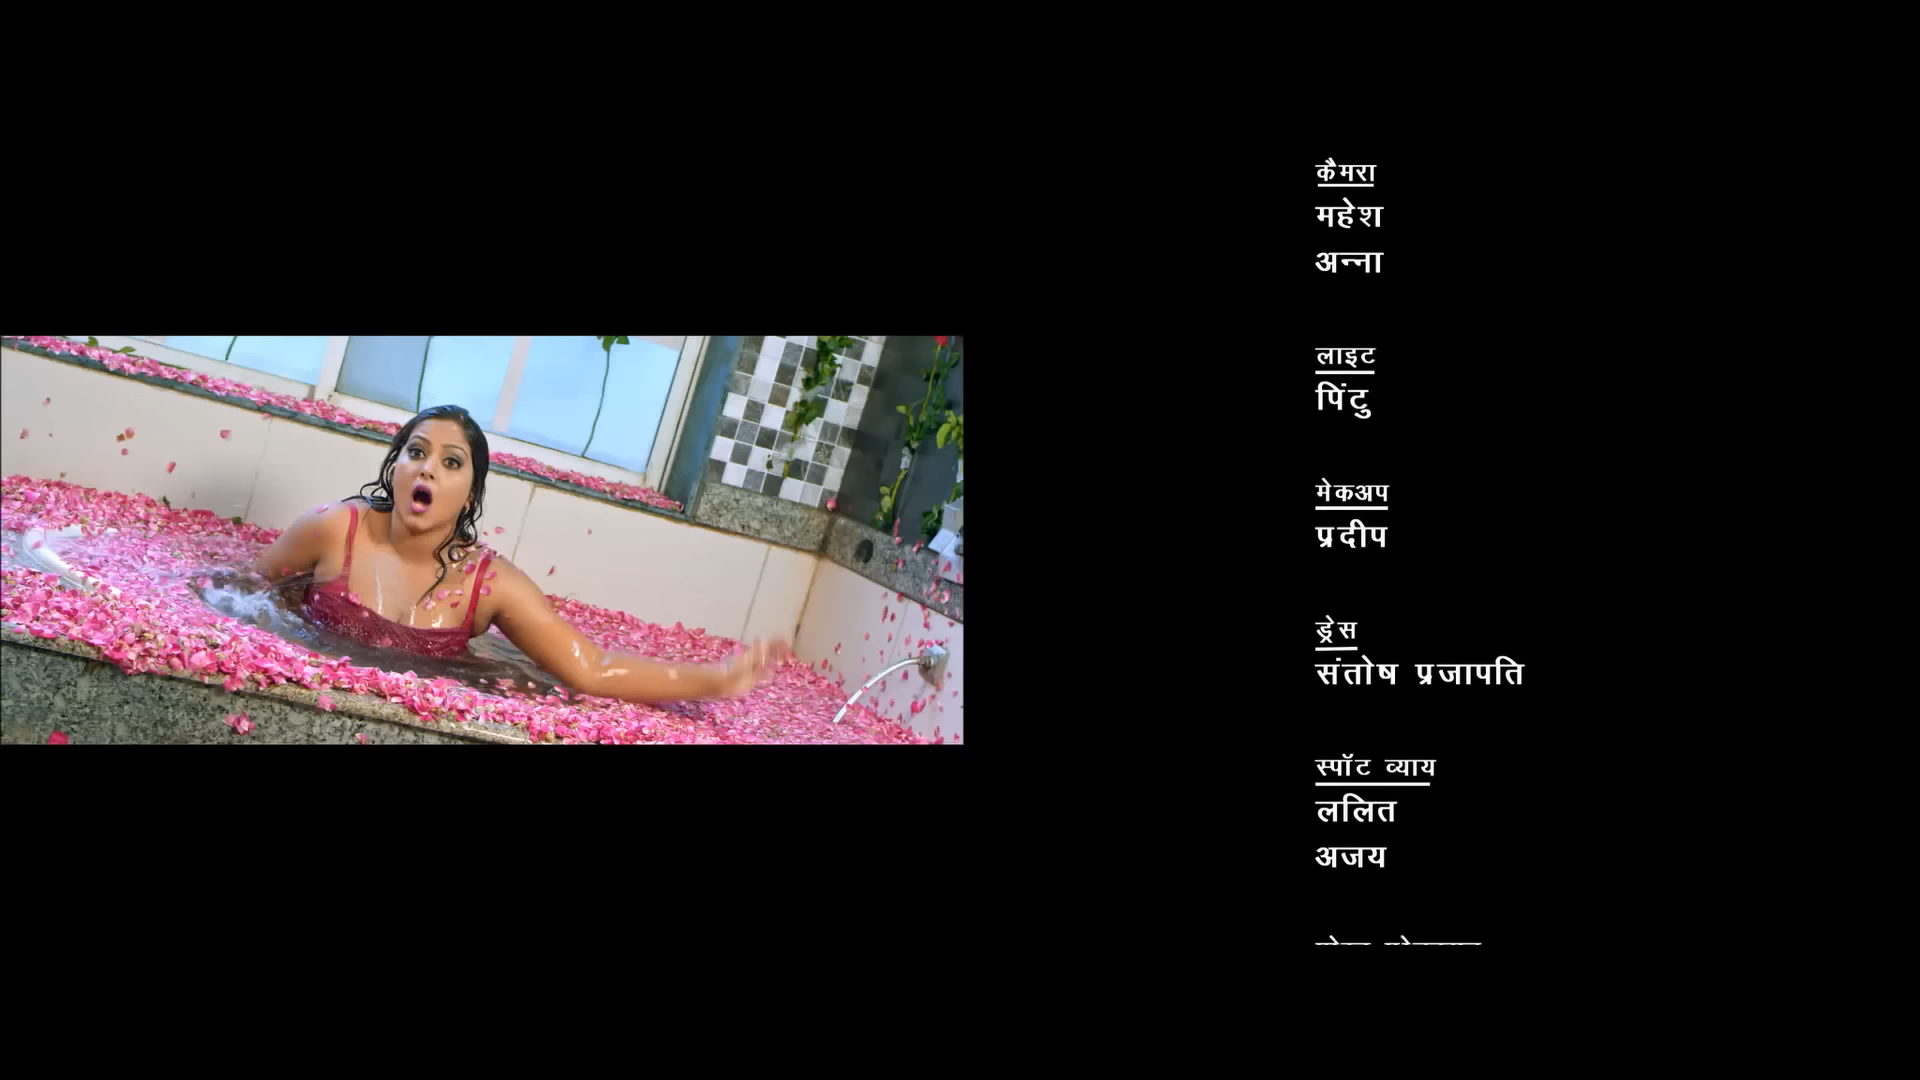 कैमरा
महेश
अन्ना
लाइट
पिंटु
मेकअप
प्रदीप
ड्रेस
संतोष प्रजापति
स्पॉट व्याय
ललित
अजय